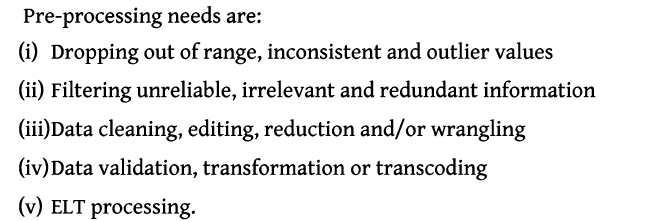 Pre-processing needs are:
(i) Dropping out of range, inconsistent and outlier values
(ii) Filtering unreliable, irrelevant and redundant information
(iii)Data cleaning, editing, reduction and/or wrangling
(iv)Data validation, transformation or transcoding
(v) ELT processing.